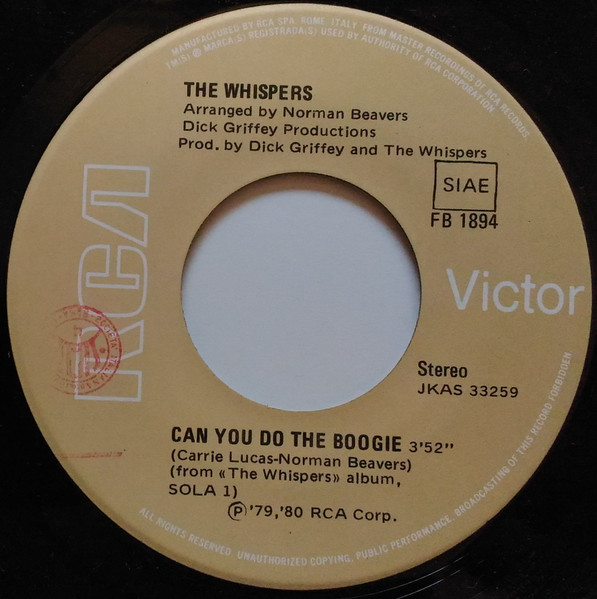 MANUFACTURED BY RCA SPA, ROME, ITALY, FROM MASTER RECORDINGS OF RCA RECORDS.
TM(S) ® MARCA(S) REGISTRADA(S) USED BY AUTHORITY OF RCA CORPORATION
THE WHISPERS
Arranged by Norman Beavers
Dick Griffey Productions
Prod. by Dick Griffey and The Whispers
SIAE
FB 1894
RCA
Victor
Stereo
JKAS 33259
CAN YOU DO THE BOOGIE 3'52"
(Carrie Lucas-Norman Beavers)
(from «The Whispers» album,
SOLA 1)
Ⓟ'79,'80 RCA Corp.
ALL RIGHTS RESERVED. UNAUTHORIZED COPYING, PUBLIC PERFORMANCE, BROADCASTING OF THIS RECORD FORBIDDEN